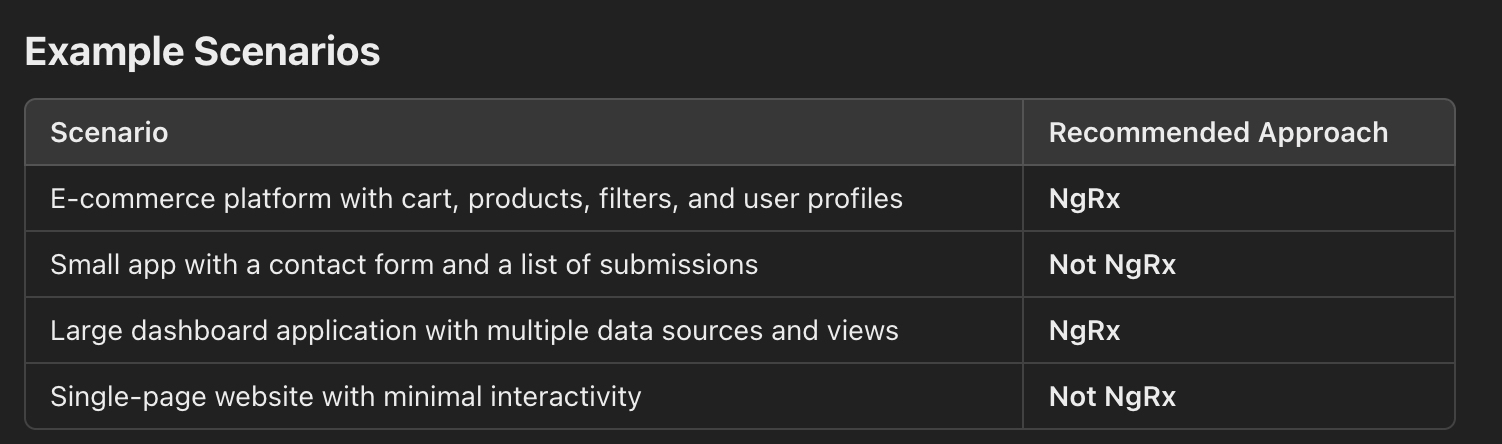 Example Scenarios
Scenario Recommended Approach
E-commerce platform with cart, products, filters, and user profiles NgRx
Small app with a contact form and a list of submissions Not NgRx
Large dashboard application with multiple data sources and views NgRx
Single-page website with minimal interactivity Not NgRx